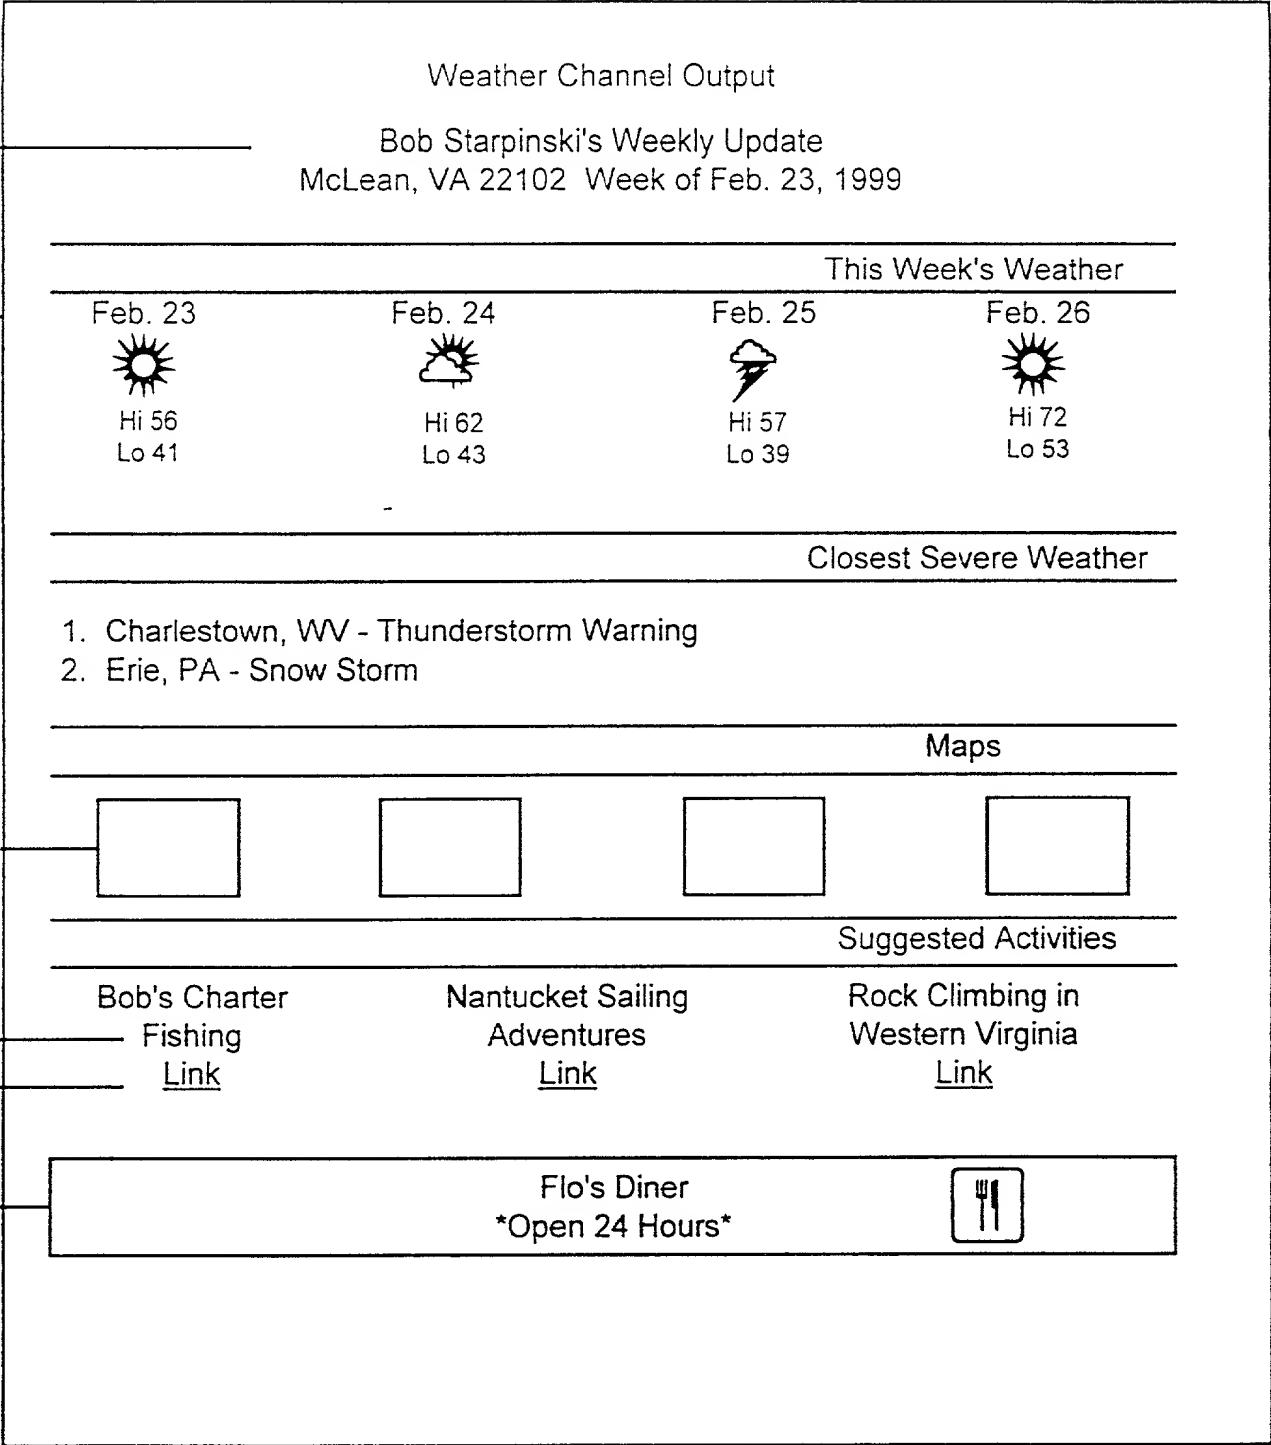 Weather Channel Output
Bob Starpinski's Weekly Update
McLean, VA 22102 Week of Feb. 23, 1999
This Week's Weather
Feb. 23 Feb. 24 Feb. 25 Feb. 26
Hi 56 Hi 62 Hi 57 Hi 72
Lo 41 Lo 43 Lo 39 Lo 53
Closest Severe Weather
1. Charlestown, WV - Thunderstorm Warning
2. Erie, PA - Snow Storm
Maps
Suggested Activities
Bob's Charter Nantucket Sailing Rock Climbing in
Fishing Adventures Western Virginia
Link Link Link
Flo's Diner
*Open 24 Hours*